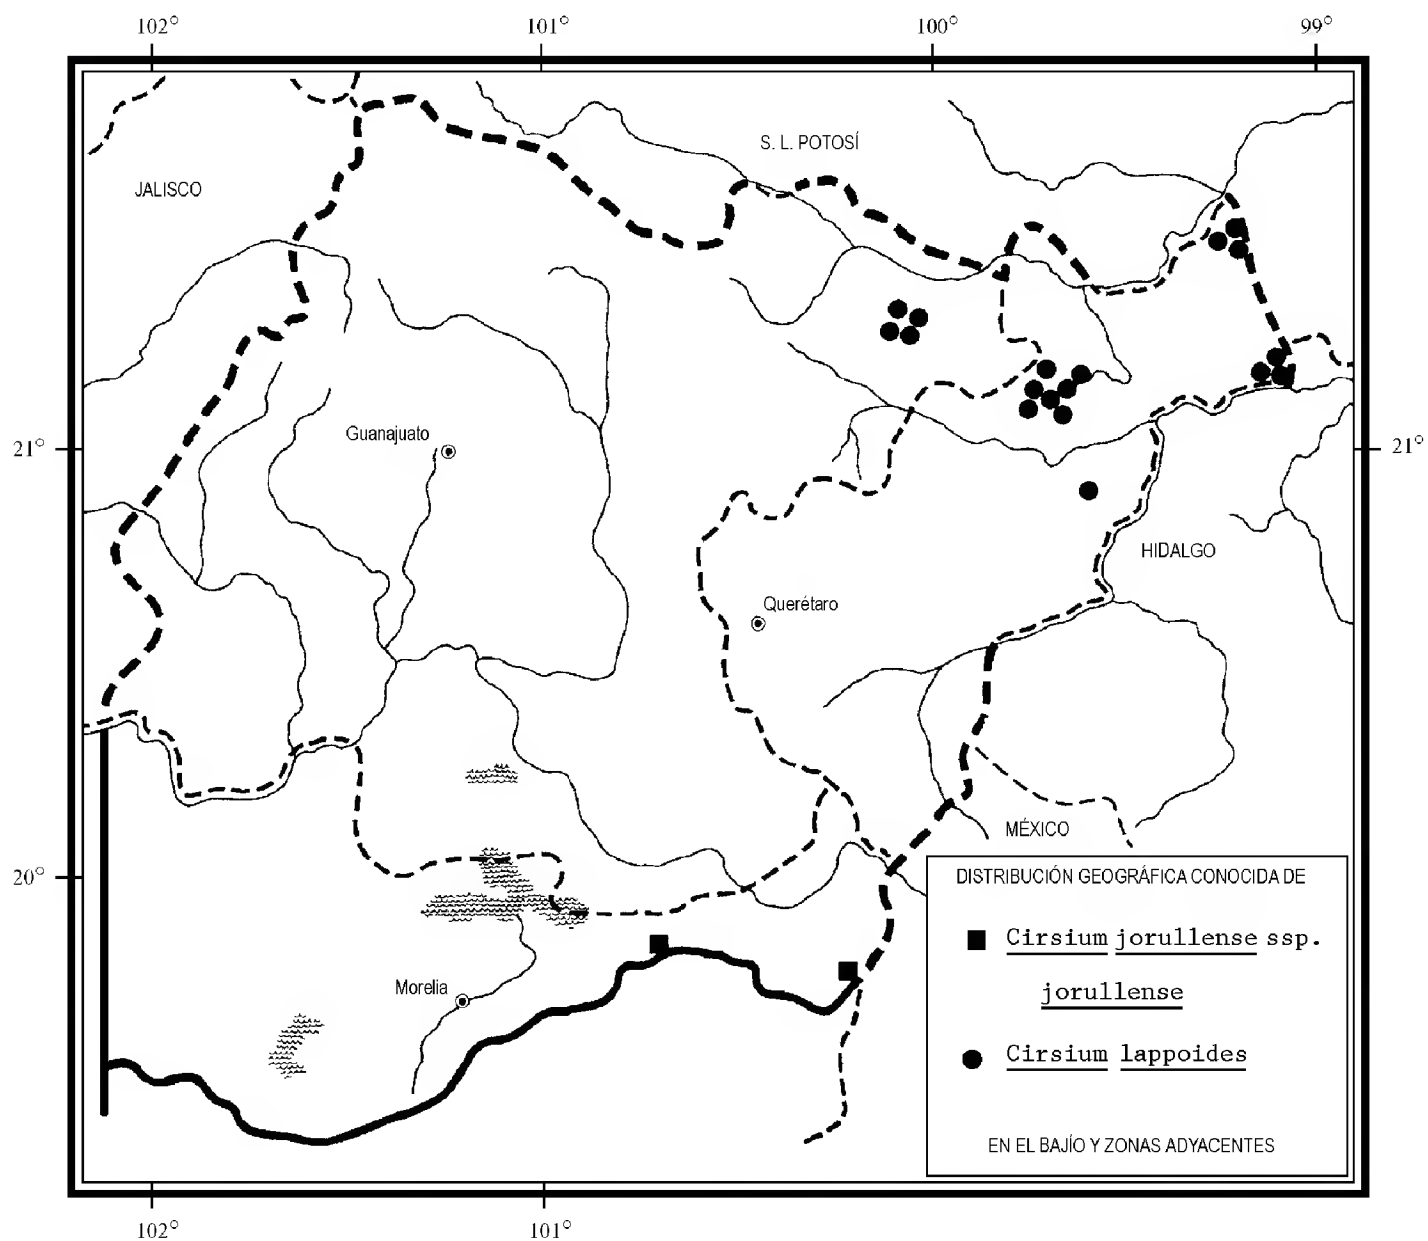 102° 101° 100° 99°
S. L. POTOSÍ
JALISCO
Guanajuato
21° 21°
HIDALGO
Querétaro
MÉXICO
20°
DISTRIBUCIÓN GEOGRÁFICA CONOCIDA DE
Cirsium jorullense ssp.
jorullense
Morelia
Cirsium lappoides
EN EL BAJÍO Y ZONAS ADYACENTES
102° 101°